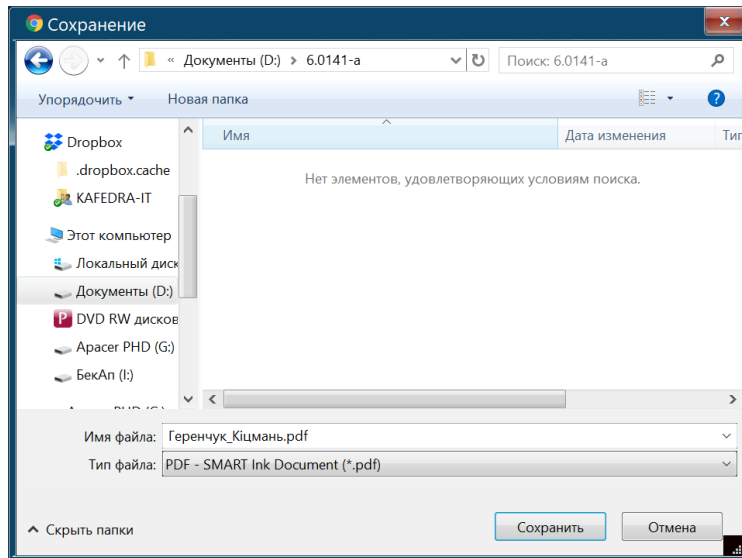 Сохранение
« Документы (D:) › 6.0141-а
Поиск: 6.0141-а
Упорядочить
Новая папка
?
Имя
Дата изменения
Тип
Dropbox
.dropbox.cache
KAFEDRA-IT
Этот компьютер
Локальный диск
Документы (D:)
DVD RW дисков
Apacer PHD (G:)
БекАп (I:)
Нет элементов, удовлетворяющих условиям поиска.
Имя файла: Геренчук_Кіцмань.pdf
Тип файла: PDF - SMART Ink Document (*.pdf)
Скрыть папки
Сохранить
Отмена